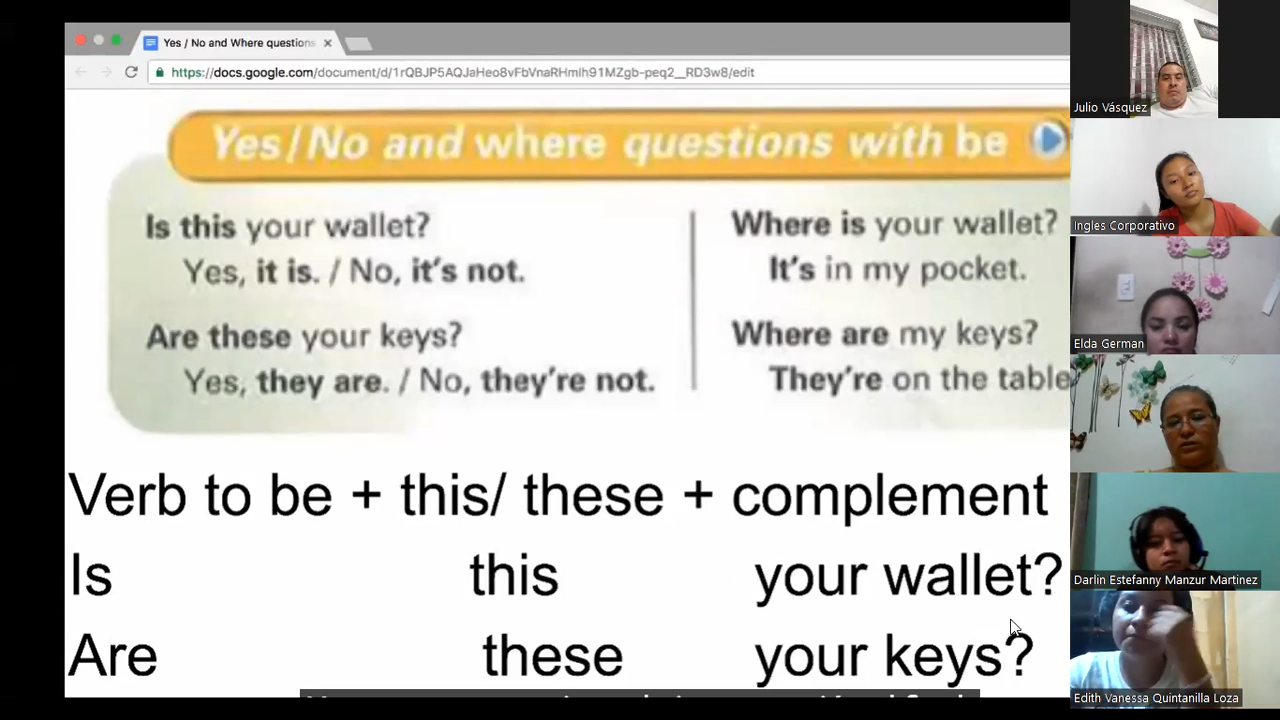 Yes / No and Where questions
https://docs.google.com/document/d/1rQBJP5AQJaHeo8vFbVnaRHmlh91MZgb-peq2__RD3w8/edit
Yes/No and where questions with be
Is this your wallet?
Yes, it is. / No, it's not.
Are these your keys?
Yes, they are. / No, they're not.
Where is your wallet?
It's in my pocket.
Where are my keys?
They're on the table
Verb to be + this/ these + complement
Is this your wallet?
Are these your keys?
Julio Vásquez
Ingles Corporativo
Elda German
Darlin Estefanny Manzur Martinez
Edith Vanessa Quintanilla Loza